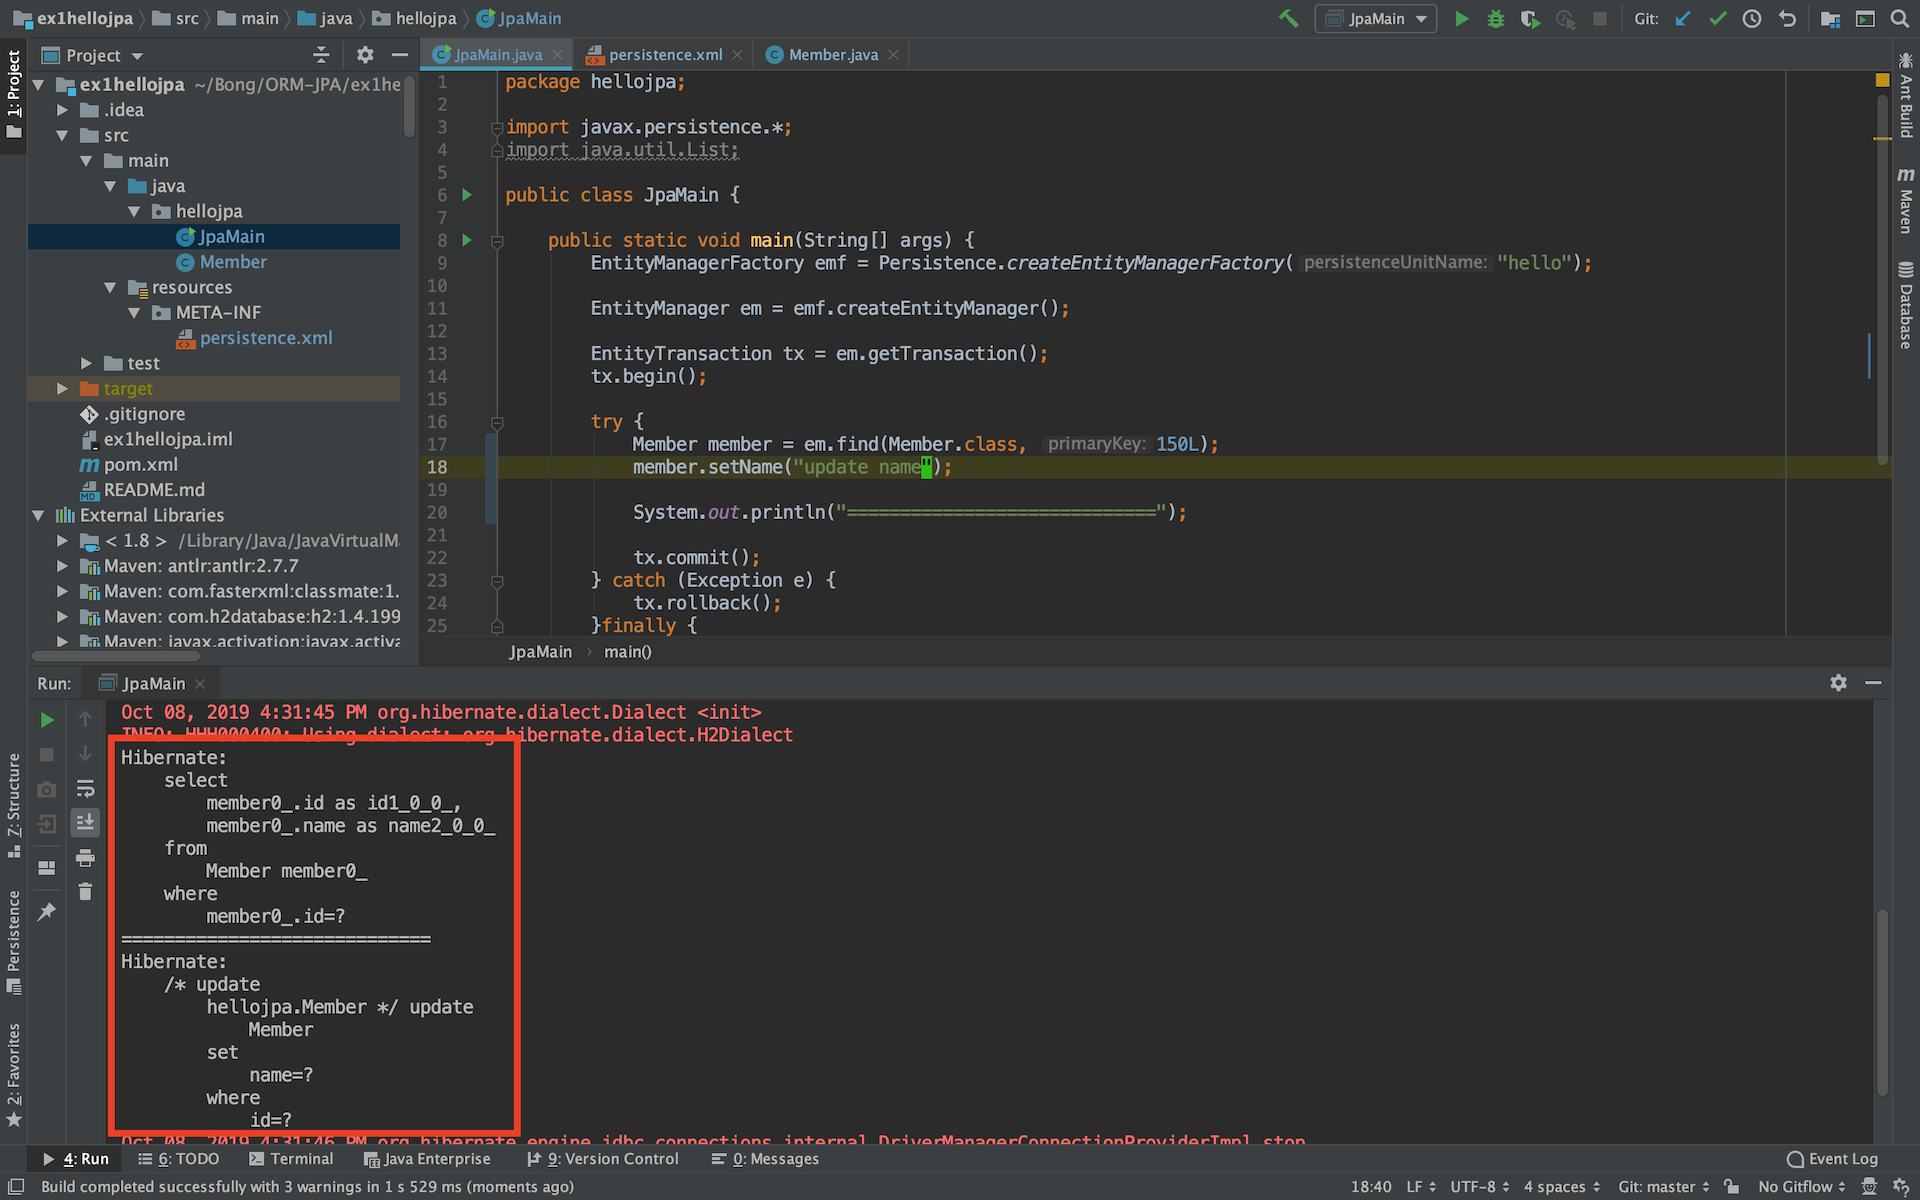 ex1hellojpa src main java hellojpa JpaMain JpaMain Git:
1: Project
Project
ex1hellojpa ~/Bong/ORM-JPA/ex1he
.idea
src
main
java
hellojpa
JpaMain
Member
resources
META-INF
persistence.xml
test
target
.gitignore
ex1hellojpa.iml
pom.xml
README.md
External Libraries
< 1.8 > /Library/Java/JavaVirtualMa
Maven: antlr:antlr:2.7.7
Maven: com.fasterxml:classmate:1.
Maven: com.h2database:h2:1.4.199
Maven: javax.activation:javax.activa
JpaMain.java persistence.xml Member.java
1 package hellojpa;
2
3 import javax.persistence.*;
4 import java.util.List;
5
6 public class JpaMain {
7
8 public static void main(String[] args) {
9 EntityManagerFactory emf = Persistence.createEntityManagerFactory( persistenceUnitName: "hello");
10
11 EntityManager em = emf.createEntityManager();
12
13 EntityTransaction tx = em.getTransaction();
14 tx.begin();
15
16 try {
17 Member member = em.find(Member.class, primaryKey: 150L);
18 member.setName("update name");
19
20 System.out.println("=============================");
21
22 tx.commit();
23 } catch (Exception e) {
24 tx.rollback();
25 }finally {
JpaMain main()
Ant Build
Maven
Database
Run: JpaMain
Oct 08, 2019 4:31:45 PM org.hibernate.dialect.Dialect <init>
INFO: HHH000400: Using dialect: org.hibernate.dialect.H2Dialect
Hibernate:
select
member0_.id as id1_0_0_,
member0_.name as name2_0_0_
from
Member member0_
where
member0_.id=?
=============================
Hibernate:
/* update
hellojpa.Member */ update
Member
set
name=?
where
id=?
Oct 08, 2019 4:31:46 PM org.hibernate.engine.jdbc.connections.internal.DriverManagerConnectionProviderImpl stop
Z: Structure
Persistence
2: Favorites
4: Run 6: TODO Terminal Java Enterprise 9: Version Control 0: Messages Event Log
Build completed successfully with 3 warnings in 1 s 529 ms (moments ago) 18:40 LF UTF-8 4 spaces Git: master No Gitflow